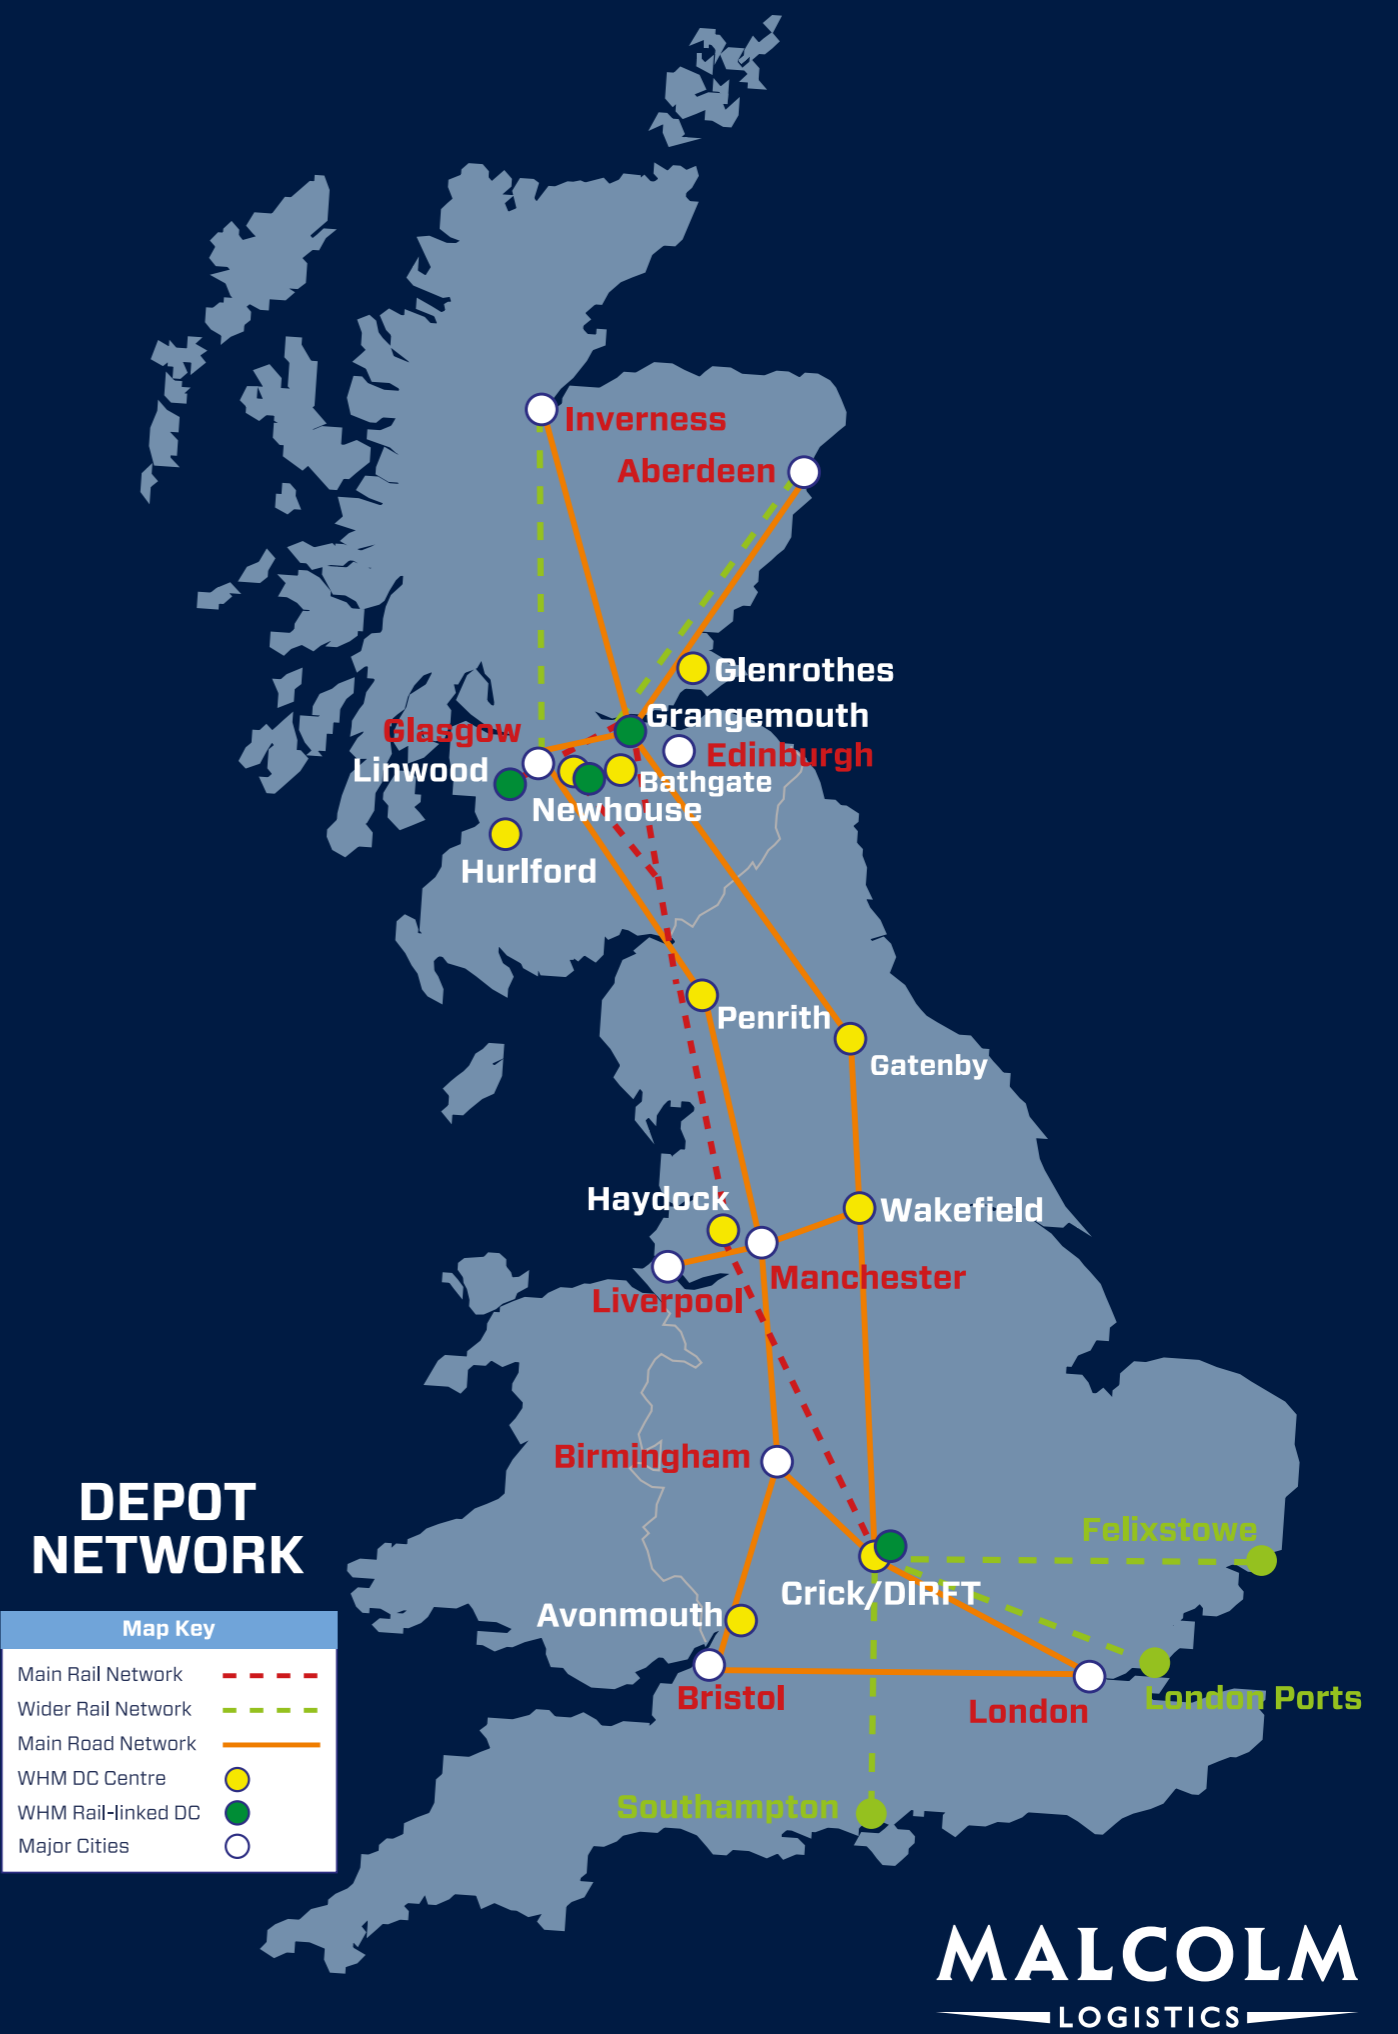 Inverness
Aberdeen
Glenrothes
Grangemouth
Glasgow
Edinburgh
Linwood
Bathgate
Newhouse
Hurlford
Penrith
Gatenby
Haydock
Wakefield
Manchester
Liverpool
Birmingham
DEPOT
NETWORK
Felixstowe
Crick/DIRFT
Avonmouth
Bristol
London
London Ports
Southampton
Map Key
Main Rail Network
Wider Rail Network
Main Road Network
WHM DC Centre
WHM Rail-linked DC
Major Cities
MALCOLM
LOGISTICS